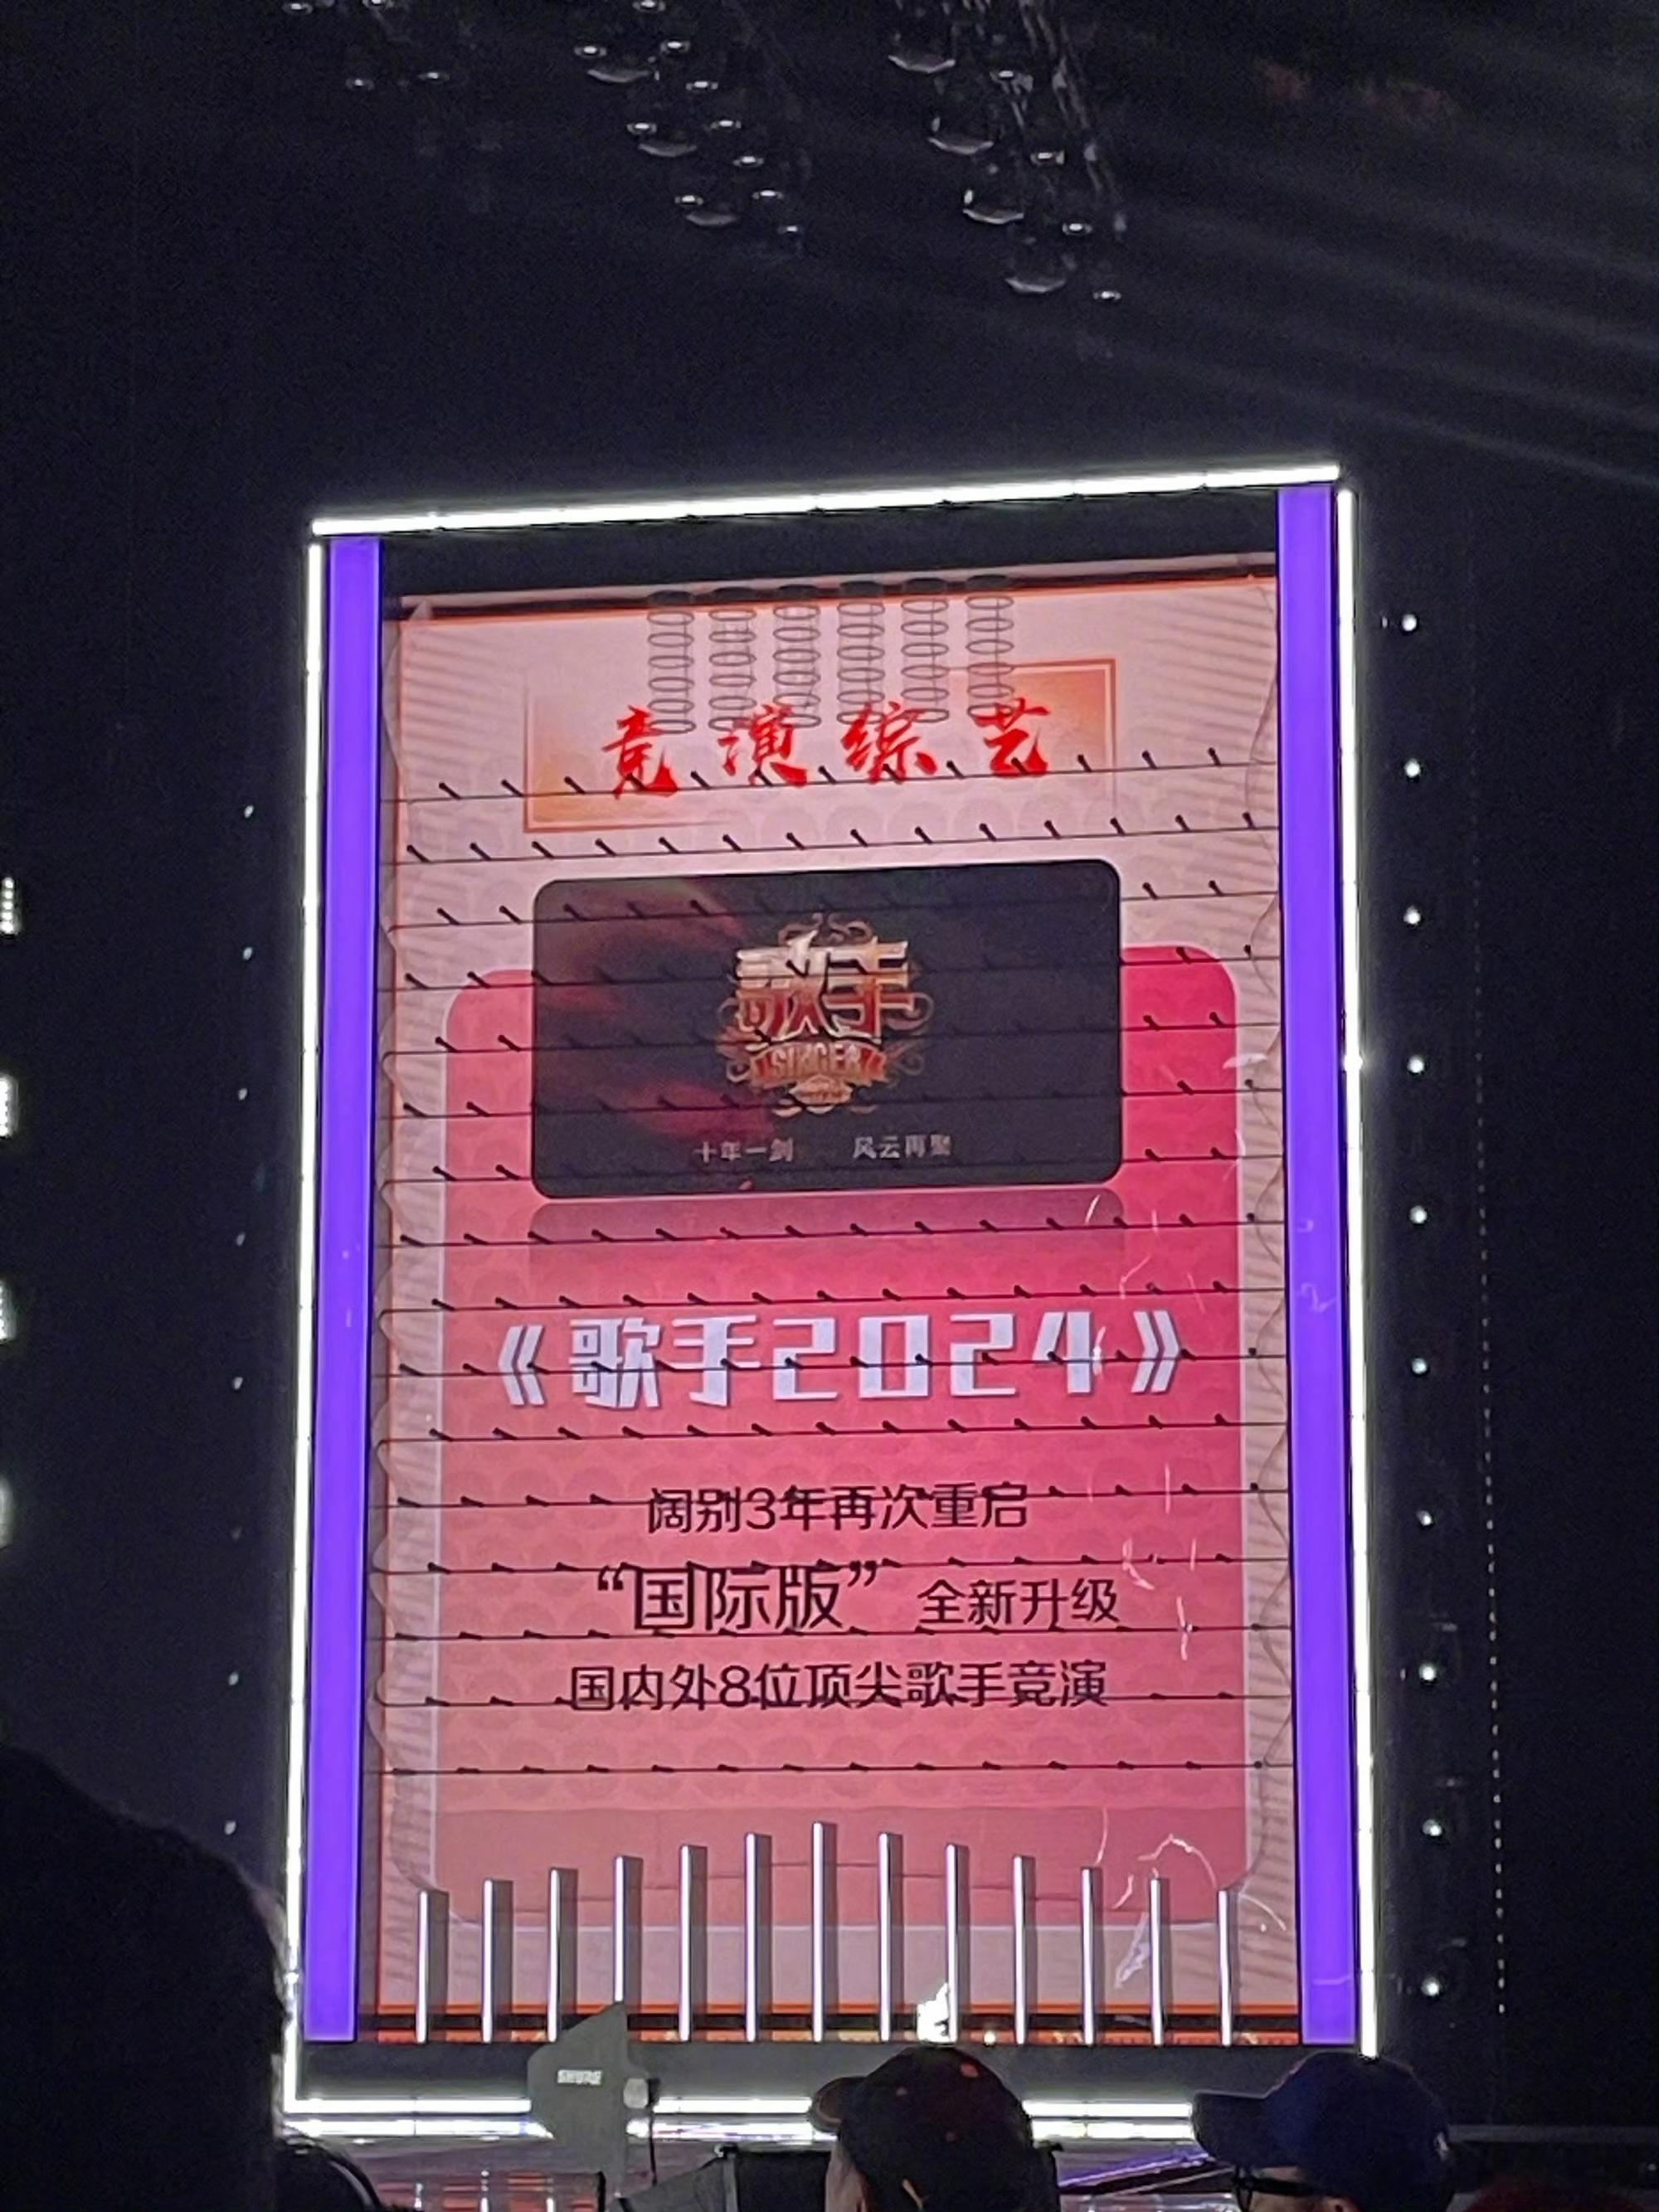 竞演综艺
歌手
SINGER
十年一剑 风云再聚
《歌手2024》
阔别3年再次重启
“国际版” 全新升级
国内外8位顶尖歌手竞演
SHURE